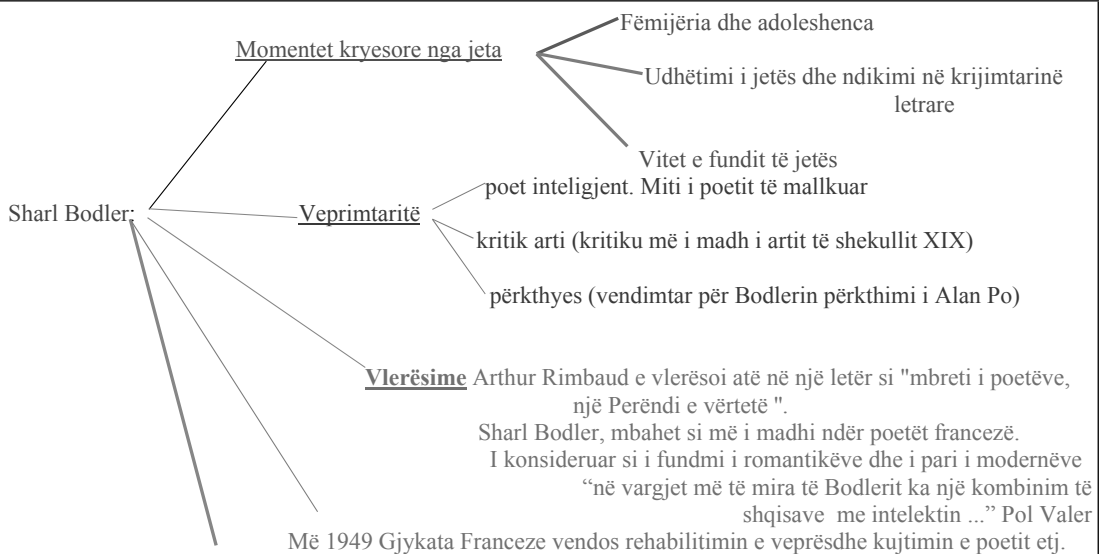 Fëmijëria dhe adoleshenca
Momentet kryesore nga jeta
Udhëtimi i jetës dhe ndikimi në krijimtarinë
letrare
Vitet e fundit të jetës
poet inteligjent. Miti i poetit të mallkuar
Sharl Bodler:
Veprimtaritë
kritik arti (kritiku më i madh i artit të shekullit XIX)
përkthyes (vendimtar për Bodlerin përkthimi i Alan Po)
Vlerësime Arthur Rimbaud e vlerësoi atë në një letër si "mbreti i poetëve,
një Perëndi e vërtetë ".
Sharl Bodler, mbahet si më i madhi ndër poetët francezë.
I konsideruar si i fundmi i romantikëve dhe i pari i modernëve
“në vargjet më të mira të Bodlerit ka një kombinim të
shqisave me intelektin ...” Pol Valer
Më 1949 Gjykata Franceze vendos rehabilitimin e veprësdhe kujtimin e poetit etj.